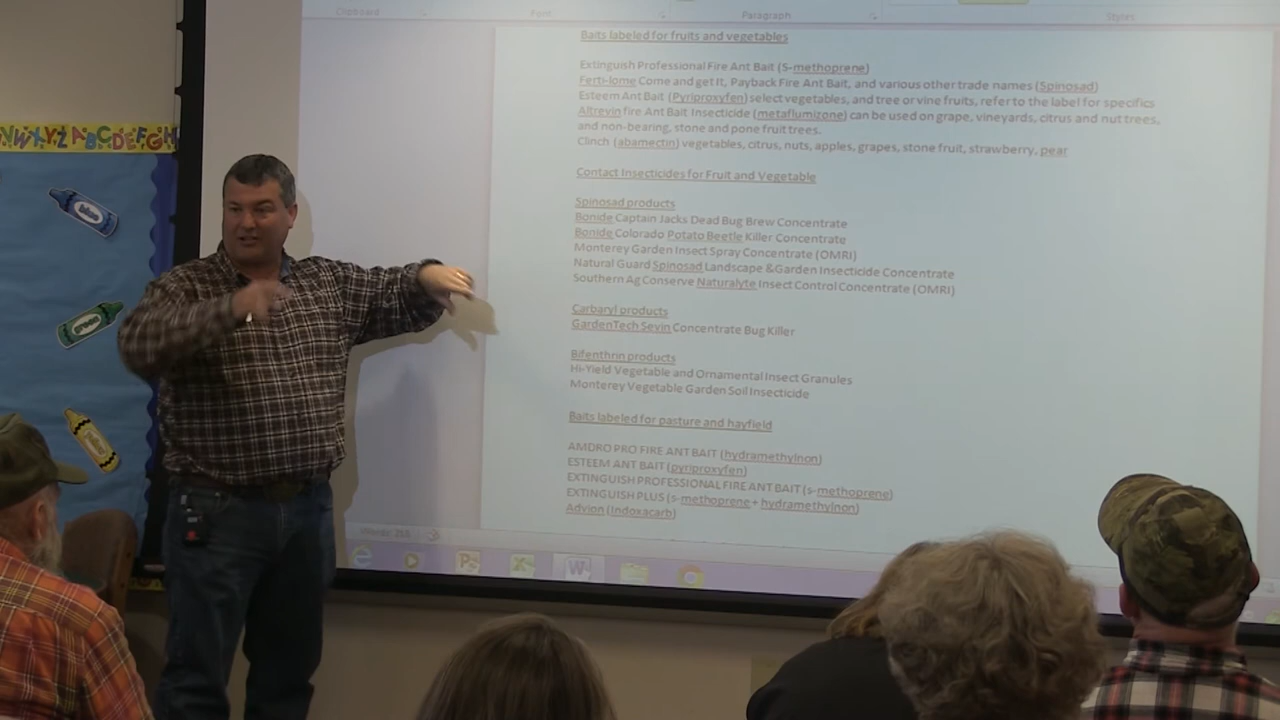 Clipboard Font Paragraph Styles
Baits labeled for fruits and vegetables
Extinguish Professional Fire Ant Bait (S-methoprene)
Ferti-lome Come and get It, Payback Fire Ant Bait, and various other trade names (Spinosad)
Esteem Ant Bait (Pyriproxyfen) select vegetables, and tree or vine fruits, refer to the label for specifics
Altrevin fire Ant Bait Insecticide (metaflumizone) can be used on grape, vineyards, citrus and nut trees,
and non-bearing, stone and pone fruit trees.
Clinch (abamectin) vegetables, citrus, nuts, apples, grapes, stone fruit, strawberry, pear
Contact Insecticides for Fruit and Vegetable
Spinosad products
Bonide Captain Jacks Dead Bug Brew Concentrate
Bonide Colorado Potato Beetle Killer Concentrate
Monterey Garden Insect Spray Concentrate (OMRI)
Natural Guard Spinosad Landscape &Garden Insecticide Concentrate
Southern Ag Conserve Naturalyte Insect Control Concentrate (OMRI)
Carbaryl products
GardenTech Sevin Concentrate Bug Killer
Bifenthrin products
Hi-Yield Vegetable and Ornamental Insect Granules
Monterey Vegetable Garden Soil Insecticide
Baits labeled for pasture and hayfield
AMDRO PRO FIRE ANT BAIT (hydramethylnon)
ESTEEM ANT BAIT (pyriproxyfen)
EXTINGUISH PROFESSIONAL FIRE ANT BAIT (s-methoprene)
EXTINGUISH PLUS (s-methoprene + hydramethylnon)
Advion (Indoxacarb)
VWXYZ ABCDEFGH
green